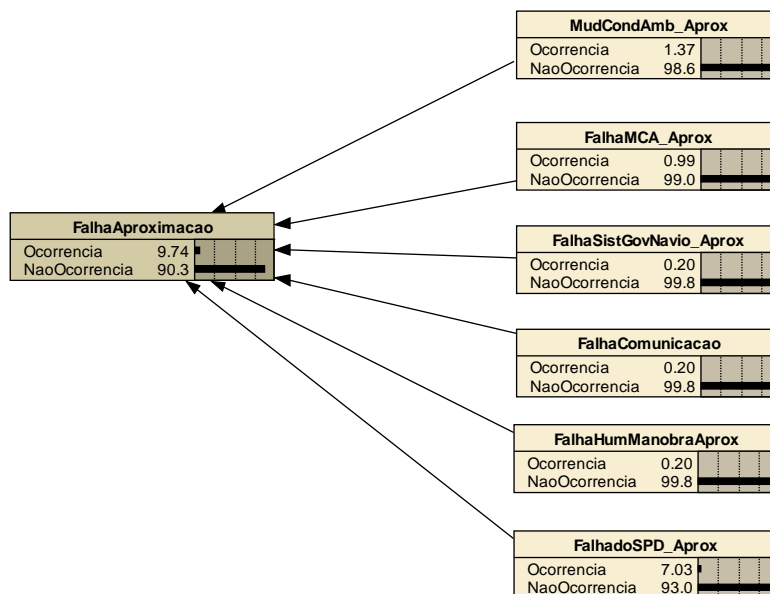 MudCondAmb_Aprox
Ocorrencia 1.37
NaoOcorrencia 98.6
FalhaMCA_Aprox
Ocorrencia 0.99
NaoOcorrencia 99.0
FalhaAproximacao
Ocorrencia 9.74
NaoOcorrencia 90.3
FalhaSistGovNavio_Aprox
Ocorrencia 0.20
NaoOcorrencia 99.8
FalhaComunicacao
Ocorrencia 0.20
NaoOcorrencia 99.8
FalhaHumManobraAprox
Ocorrencia 0.20
NaoOcorrencia 99.8
FalhadoSPD_Aprox
Ocorrencia 7.03
NaoOcorrencia 93.0